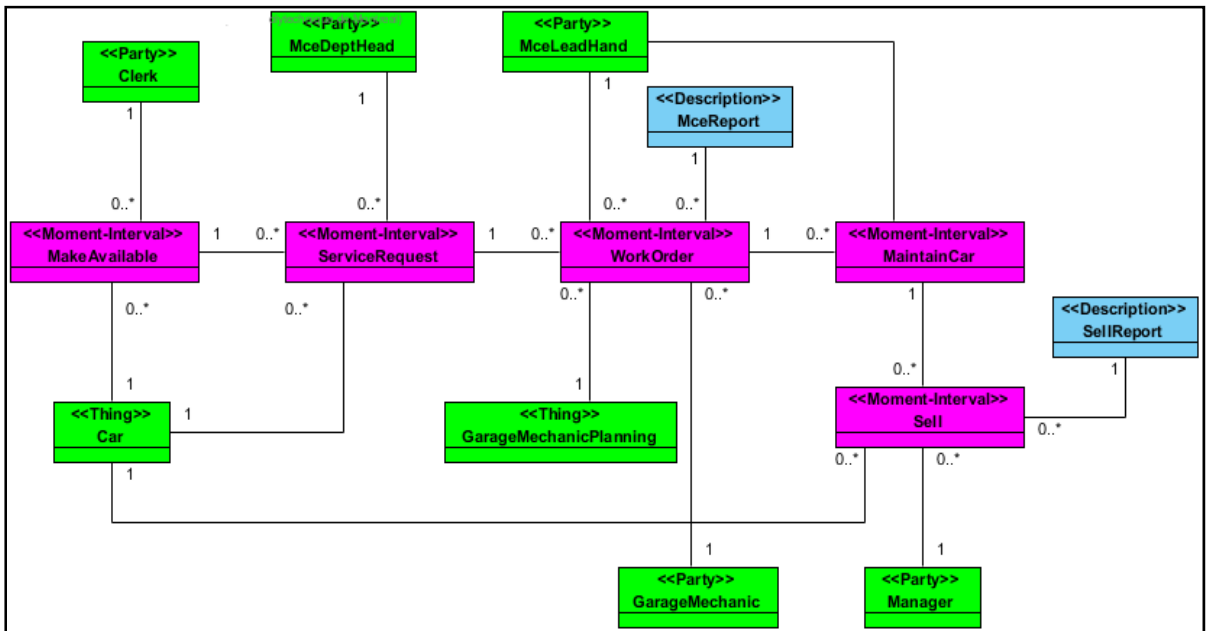 <<Party>>
Clerk
<<Party>>
MceDeptHead
<<Party>>
MceLeadHand
<<Description>>
MceReport
1
1
1
1
0..*
0..*
0..*
0..*
<<Moment-Interval>>
MakeAvailable
1
0..*
<<Moment-Interval>>
ServiceRequest
1
0..*
<<Moment-Interval>>
WorkOrder
1
0..*
<<Moment-Interval>>
MaintainCar
0..*
0..*
0..*
0..*
1
<<Description>>
SellReport
1
1
1
0..*
<<Thing>>
Car
1
<<Thing>>
GarageMechanicPlanning
<<Moment-Interval>>
Sell
0..*
1
0..*
0..*
1
1
<<Party>>
GarageMechanic
<<Party>>
Manager